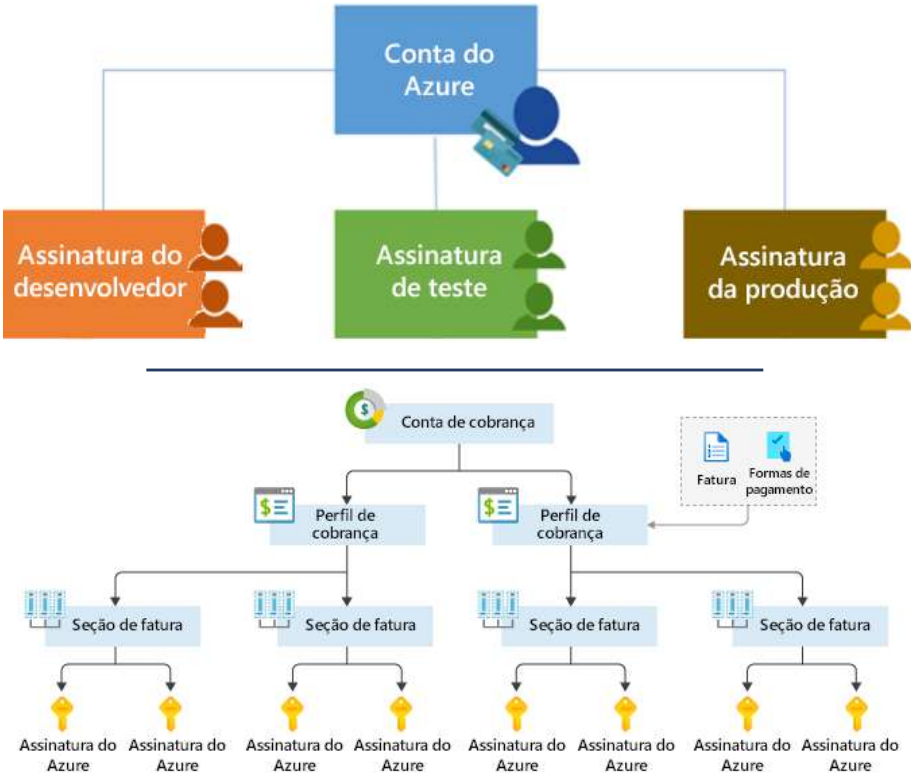 Conta do
Azure
Assinatura do
desenvolvedor
Assinatura
de teste
Assinatura
da produção
Conta de cobrança
Fatura
Formas de
pagamento
Perfil de
cobrança
Perfil de
cobrança
Seção de fatura
Seção de fatura
Seção de fatura
Seção de fatura
Assinatura do
Azure
Assinatura do
Azure
Assinatura do
Azure
Assinatura do
Azure
Assinatura do
Azure
Assinatura do
Azure
Assinatura do
Azure
Assinatura do
Azure